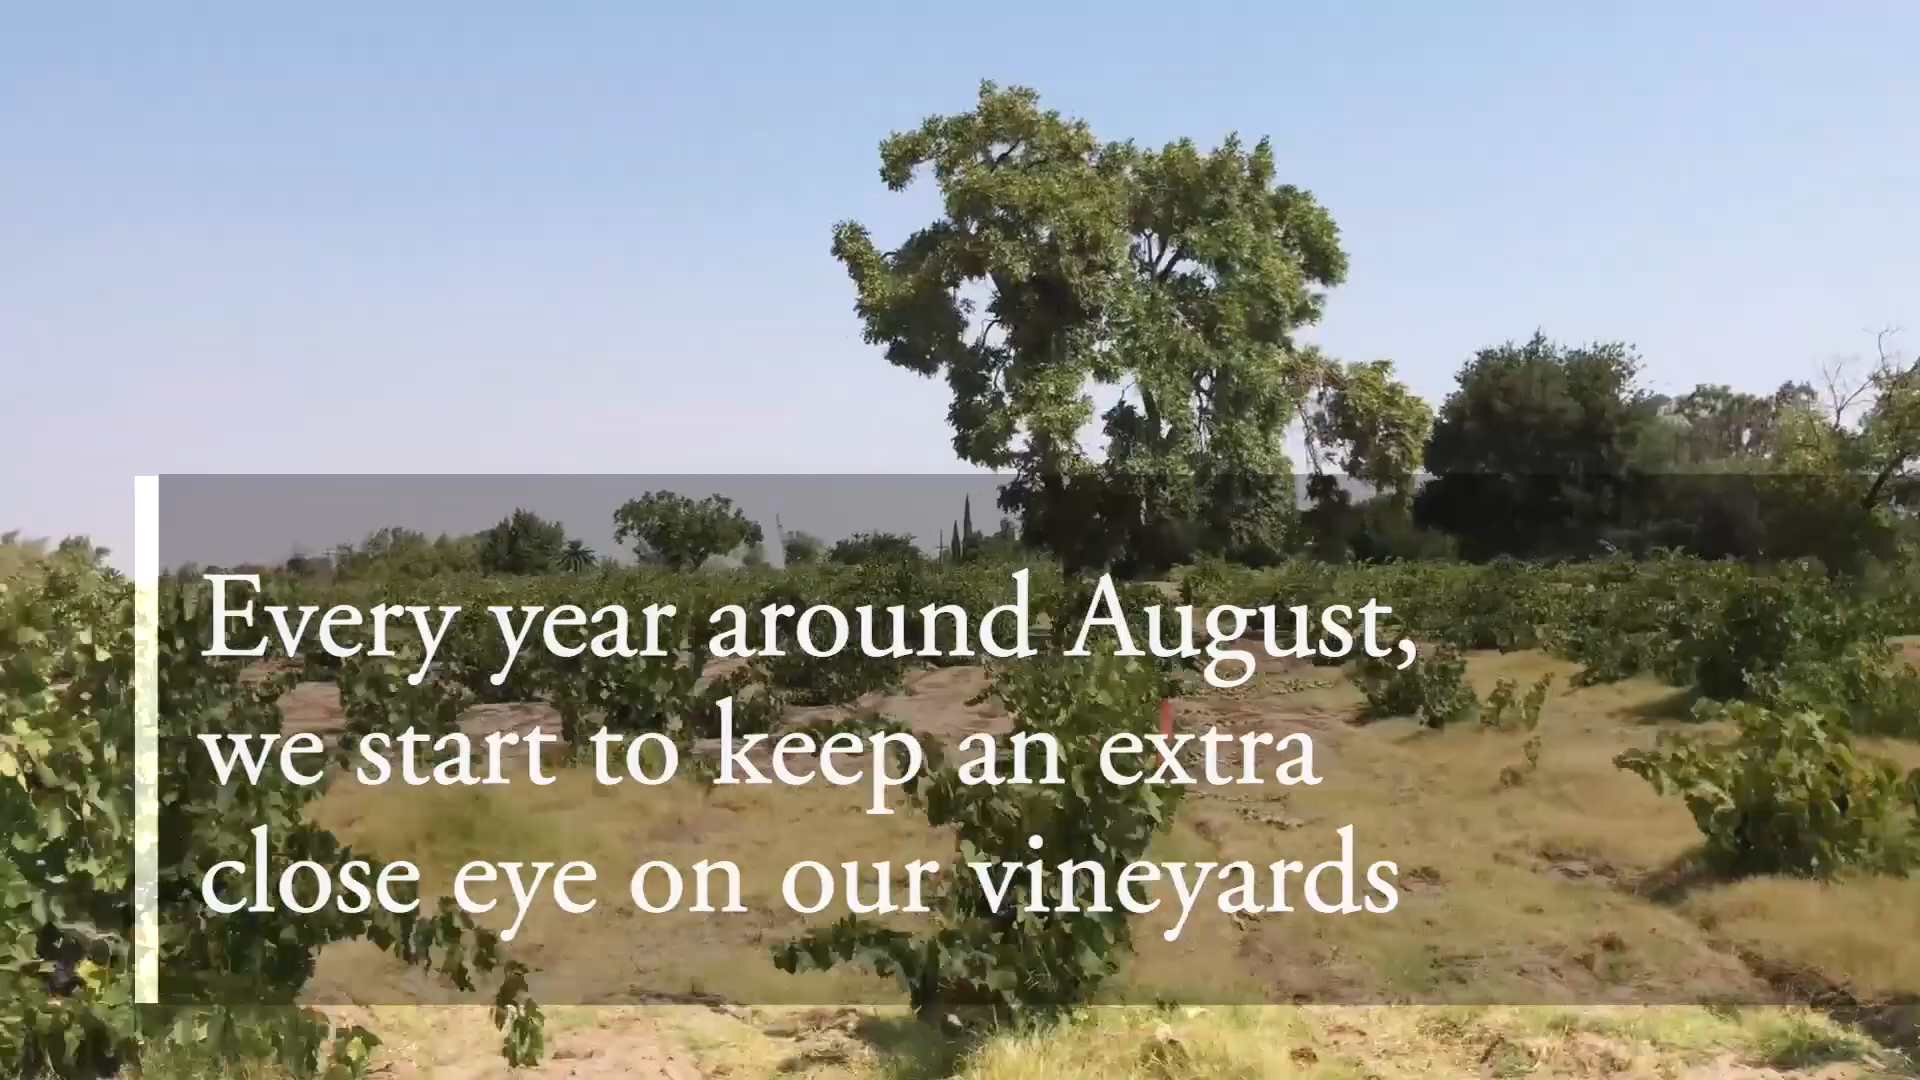 Every year around August,
we start to keep an extra
close eye on our vineyards